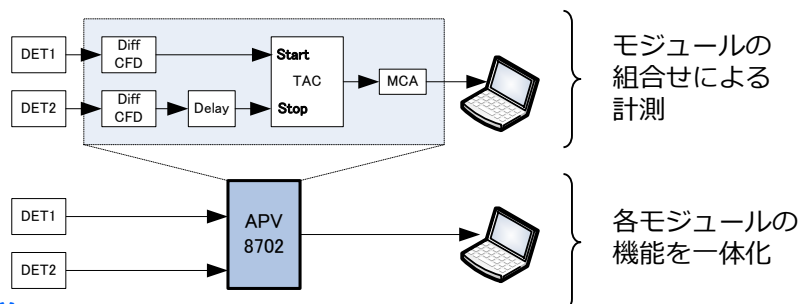 DET1
Diff
CFD
Start
TAC
MCA
DET2
Diff
CFD
Delay
Stop
モジュールの
組合せによる
計測
DET1
APV
8702
DET2
各モジュールの
機能を一体化